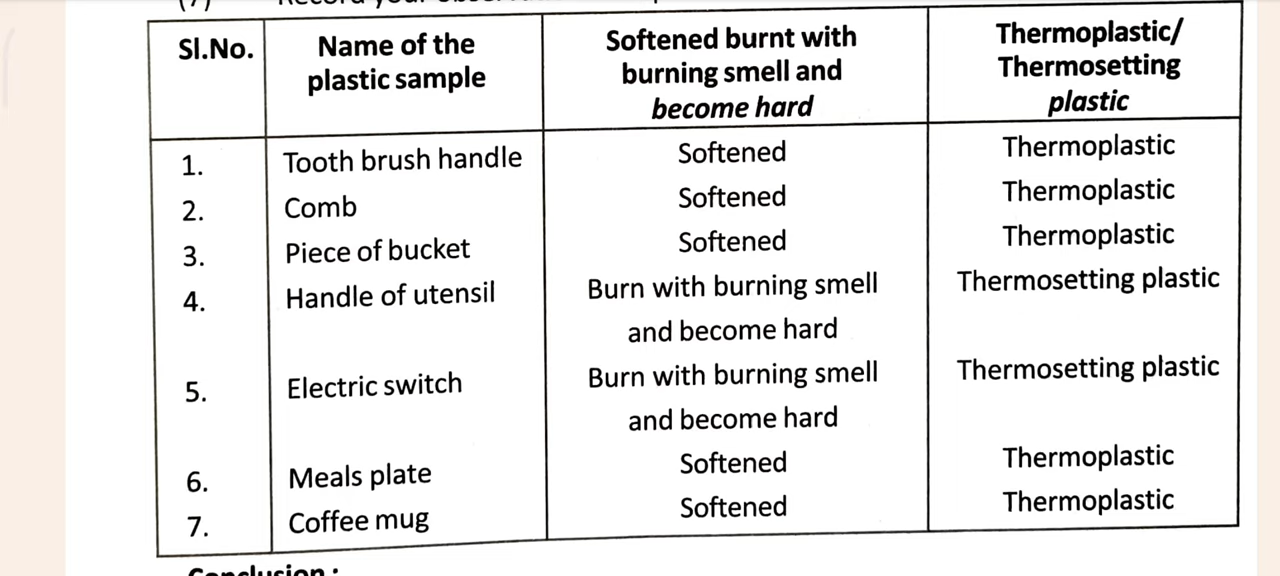 (7)
Sl.No. Name of the plastic sample Softened burnt with burning smell and become hard Thermoplastic/ Thermosetting plastic
1. Tooth brush handle Softened Thermoplastic
2. Comb Softened Thermoplastic
3. Piece of bucket Softened Thermoplastic
4. Handle of utensil Burn with burning smell and become hard Thermosetting plastic
5. Electric switch Burn with burning smell and become hard Thermosetting plastic
6. Meals plate Softened Thermoplastic
7. Coffee mug Softened Thermoplastic
Conclusion :